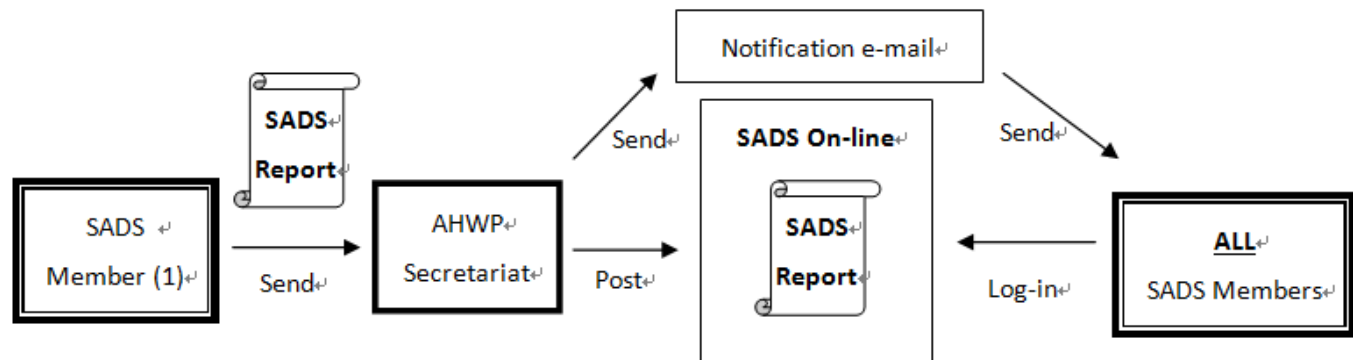 Notification e-mail
SADS
Report
Send
SADS On-line
Send
SADS
Member (1)
Send
AHWP
Secretariat
Post
SADS
Report
Log-in
ALL
SADS Members